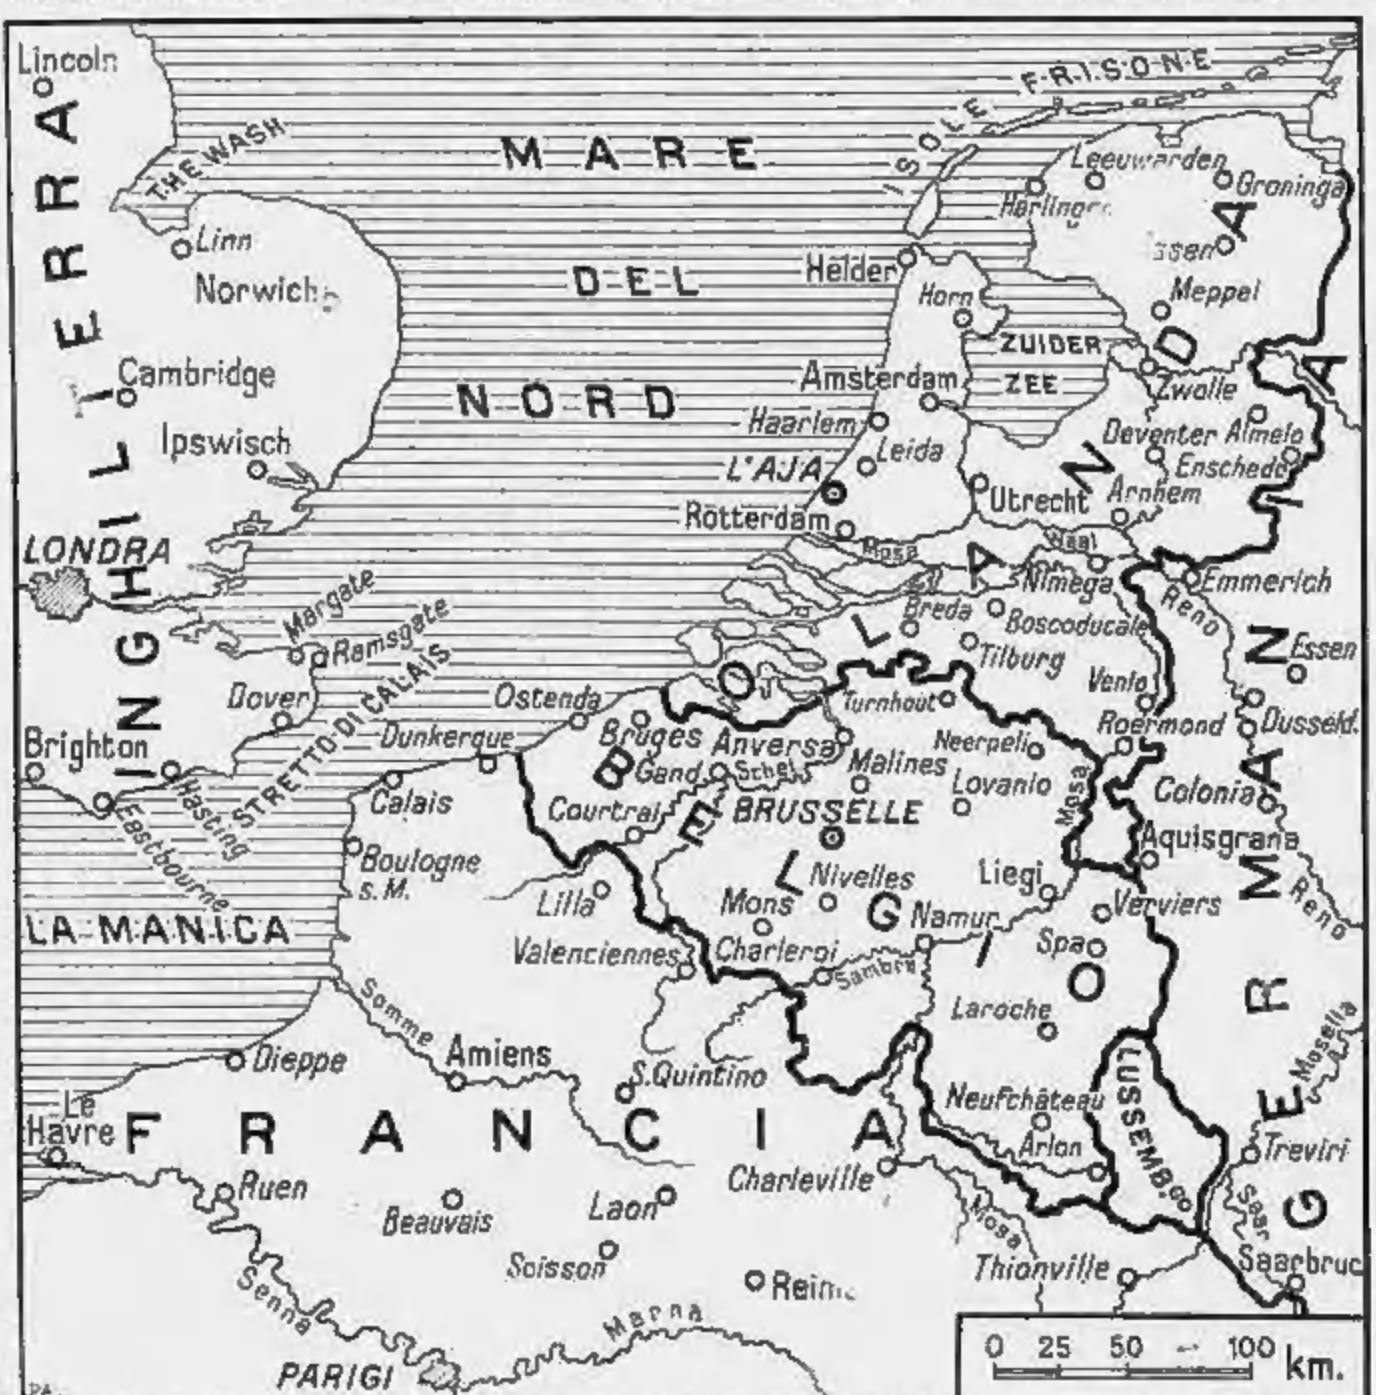 Lincoln
INGHILTERRA
THE WASH
Linn
Norwich
Cambridge
Ipswisch
LONDRA
Margate
Ramsgate
Dover
Brighton
Hasting
Eastbourne
STRETTO DI CALAIS
LA MANICA
MARE
DEL
NORD
ISOLE FRISONE
Leeuwarden
Groninga
Meppel
Helder
Horn
ZUIDER
ZEE
Zwolle
Amsterdam
Haarlem
Leida
L'AJA
Deventer
Almelo
Enschede
Utrecht
Arnhem
Rotterdam
Mosa
Waal
Nimega
Emmerich
Reno
OLANDA
Breda
Boscoducale
Tilburg
Venlo
Essen
Turnhout
Roermond
Dusseld.
Ostenda
Bruges
Anversa
Neerpelt
Dunkerque
Gand
Schel
Malines
Lovanio
Mosa
Colonia
Calais
Courtrai
BRUSSELLE
Aquisgrana
Boulogne
s.M.
Lilla
Nivelles
Liegi
Mons
Namur
Verviers
Reno
BELGIO
Valenciennes
Charleroi
Sambre
Spa
Laroche
GERMANIA
Mosella
Somme
Dieppe
Amiens
S.Quintino
Neufchâteau
Arlon
LUSSEMB.
Treviri
Saar
Le
Havre
FRANCIA
Charleville
Ruen
Beauvais
Laon
Soisson
Mosa
Thionville
Saarbruc
Senna
Marna
PARIGI
0 25 50 100 km.